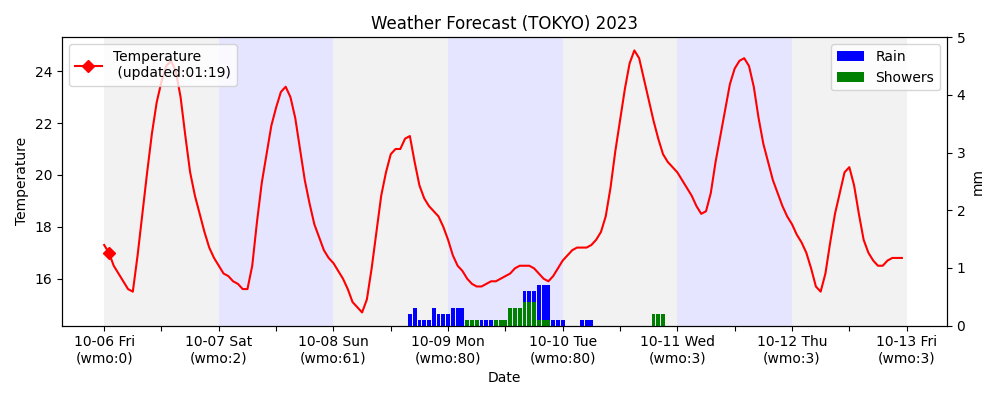 Weather Forecast (TOKYO) 2023
Temperature
(updated:01:19)
Rain
Showers
24
22
20
18
16
Temperature
5
4
3
2
1
0
mm
10-06 Fri
(wmo:0)
10-07 Sat
(wmo:2)
10-08 Sun
(wmo:61)
10-09 Mon
(wmo:80)
10-10 Tue
(wmo:80)
10-11 Wed
(wmo:3)
10-12 Thu
(wmo:3)
10-13 Fri
(wmo:3)
Date